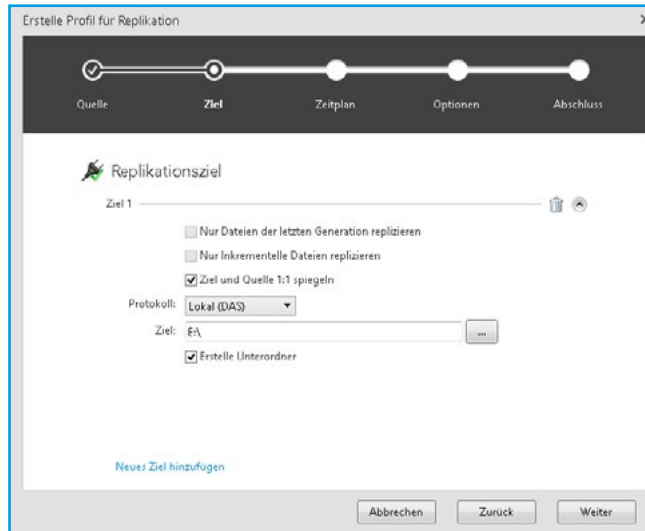 Erstelle Profil für Replikation
Quelle Ziel Zeitplan Optionen Abschluss
Replikationsziel
Ziel 1
Nur Dateien der letzten Generation replizieren
Nur Inkrementelle Dateien replizieren
Ziel und Quelle 1:1 spiegeln
Protokoll: Lokal (DAS)
Ziel: E:\ ...
Erstelle Unterordner
Neues Ziel hinzufügen
Abbrechen Zurück Weiter